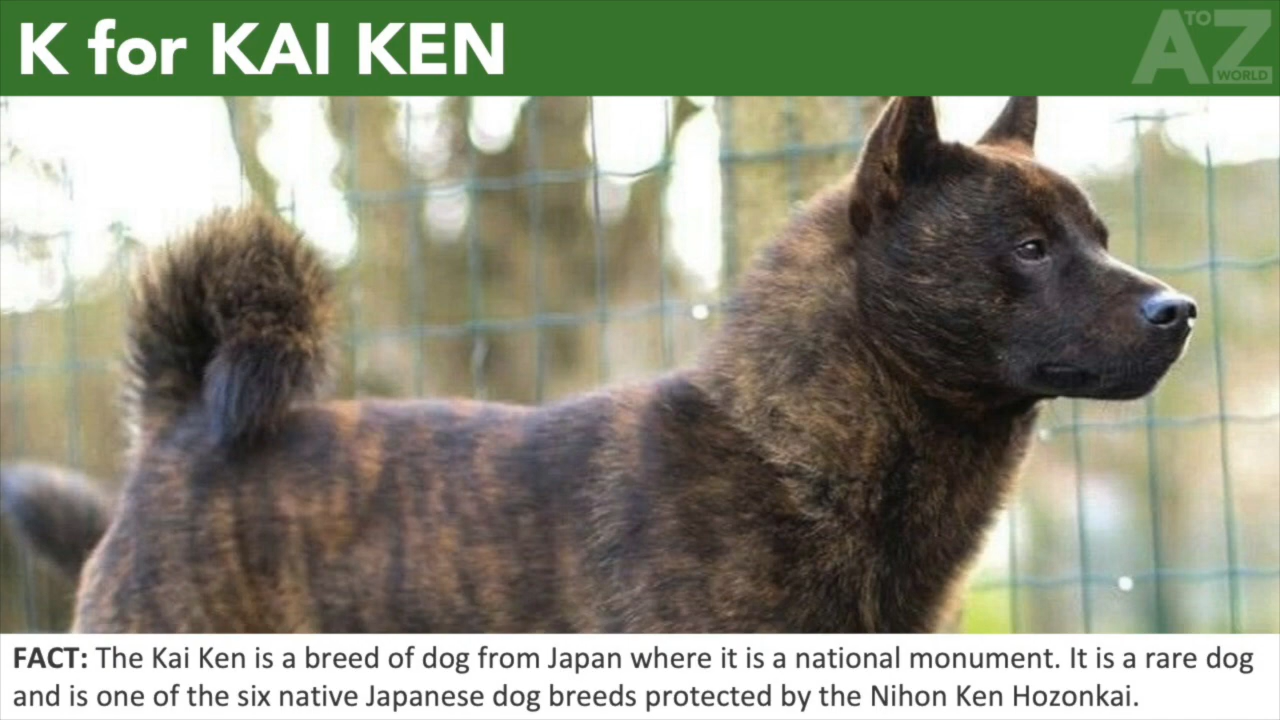 K for KAI KEN
A TO Z
WORLD
FACT: The Kai Ken is a breed of dog from Japan where it is a national monument. It is a rare dog
and is one of the six native Japanese dog breeds protected by the Nihon Ken Hozonkai.